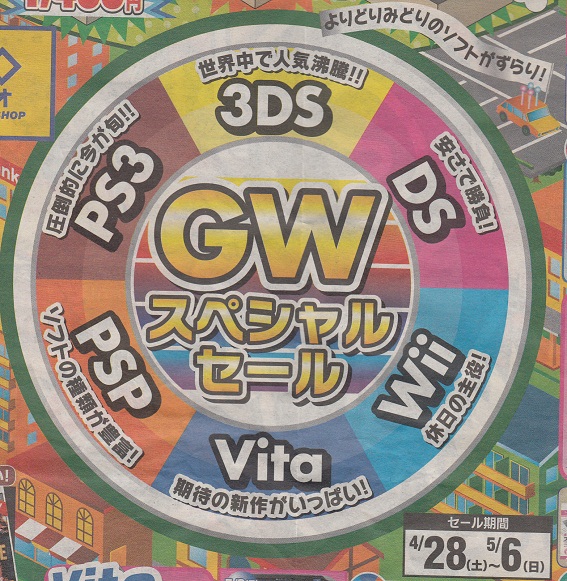 よりどりみどりのソフトがずらり!
世界中で人気沸騰!!
3DS
安さで勝負!
DS
休日の主役!
Wii
Vita
期待の新作がいっぱい!
ソフトの種類が豊富!
PSP
圧倒的に今が旬!!
PS3
GW
スペシャル
セール
セール期間
4/28(土)~5/6(日)